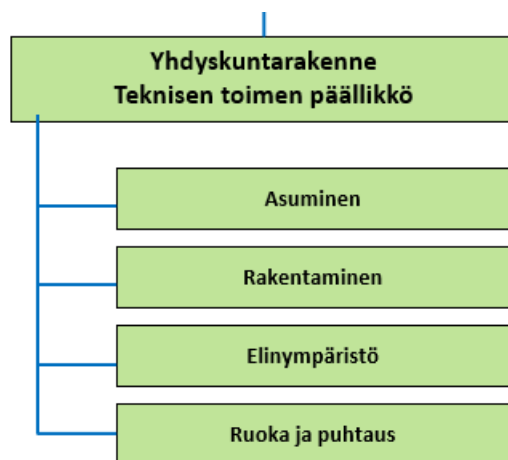 Yhdyskuntarakenne
Teknisen toimen päällikkö
Asuminen
Rakentaminen
Elinympäristö
Ruoka ja puhtaus